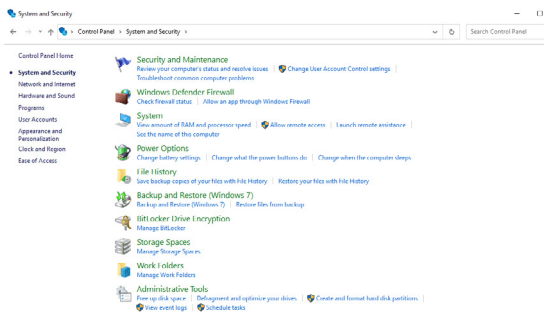 System and Security
Control Panel > System and Security >
Search Control Panel
Control Panel Home
System and Security
Network and Internet
Hardware and Sound
Programs
User Accounts
Appearance and
Personalization
Clock and Region
Ease of Access
Security and Maintenance
Review your computer's status and resolve issues | Change User Account Control settings |
Troubleshoot common computer problems
Windows Defender Firewall
Check firewall status | Allow an app through Windows Firewall
System
View amount of RAM and processor speed | Allow remote access | Launch remote assistance |
See the name of this computer
Power Options
Change battery settings | Change what the power buttons do | Change when the computer sleeps
File History
Save backup copies of your files with File History | Restore your files with File History
Backup and Restore (Windows 7)
Backup and Restore (Windows 7) | Restore files from backup
BitLocker Drive Encryption
Manage BitLocker
Storage Spaces
Manage Storage Spaces
Work Folders
Manage Work Folders
Administrative Tools
Free up disk space | Defragment and optimize your drives | Create and format hard disk partitions |
View event logs | Schedule tasks